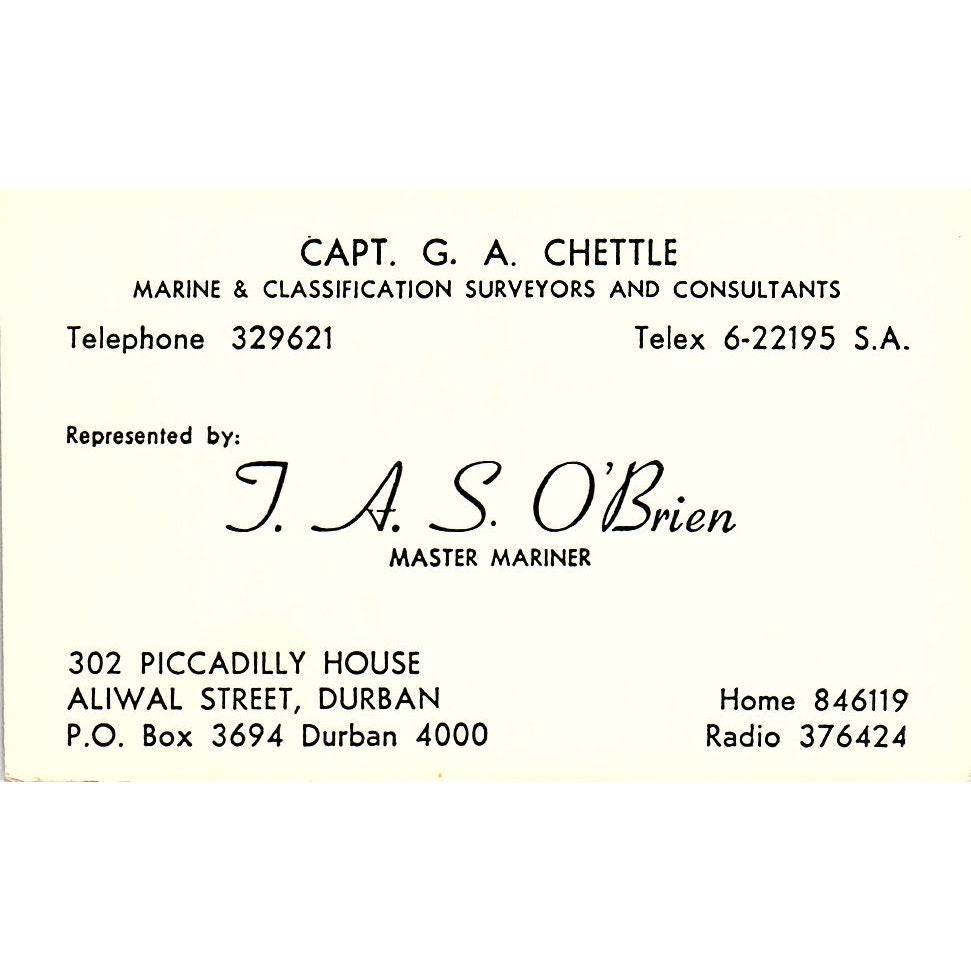 CAPT. G. A. CHETTLE
MARINE & CLASSIFICATION SURVEYORS AND CONSULTANTS
Telephone 329621
Telex 6-22195 S.A.
Represented by:
T. A. S. O'Brien
MASTER MARINER
302 PICCADILLY HOUSE
ALIWAL STREET, DURBAN
P.O. Box 3694 Durban 4000
Home 846119
Radio 376424